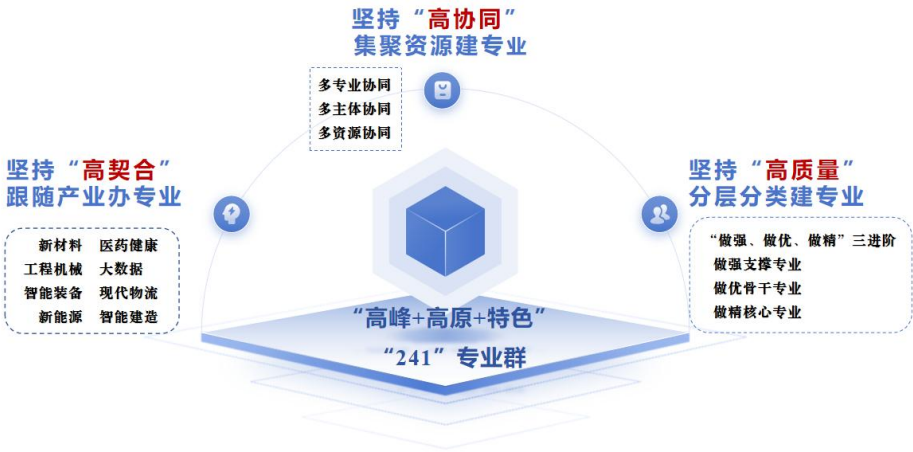 坚持“高协同”
集聚资源建专业
多专业协同
多主体协同
多资源协同
坚持“高契合”
跟随产业办专业
新材料 医药健康
工程机械 大数据
智能装备 现代物流
新能源 智能建造
坚持“高质量”
分层分类建专业
“做强、做优、做精”三进阶
做强支撑专业
做优骨干专业
做精核心专业
“高峰+高原+特色”
“241”专业群